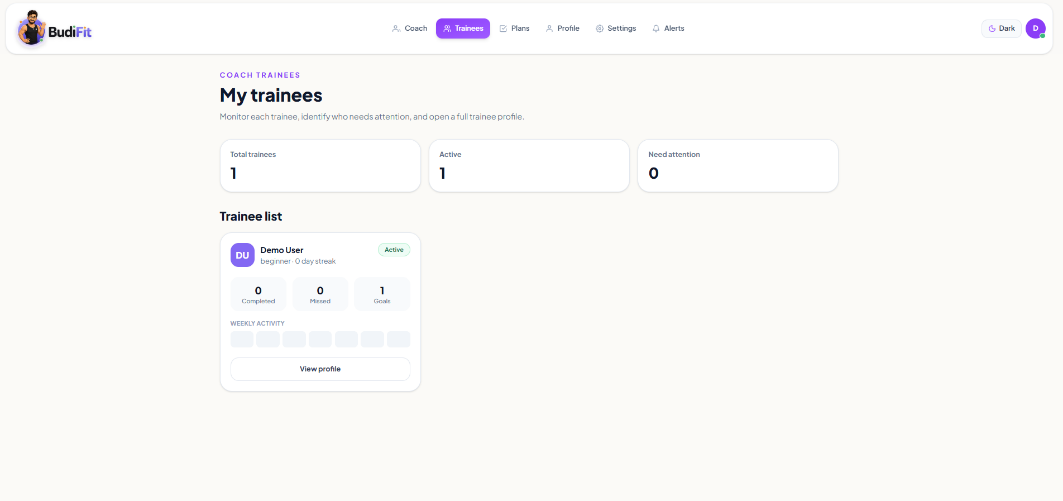 BudiFit
Coach
Trainees
Plans
Profile
Settings
Alerts
Dark
D
COACH TRAINEES
My trainees
Monitor each trainee, identify who needs attention, and open a full trainee profile.
Total trainees
1
Active
1
Need attention
0
Trainee list
DU
Demo User
beginner · 0 day streak
Active
0
Completed
0
Missed
1
Goals
WEEKLY ACTIVITY
View profile